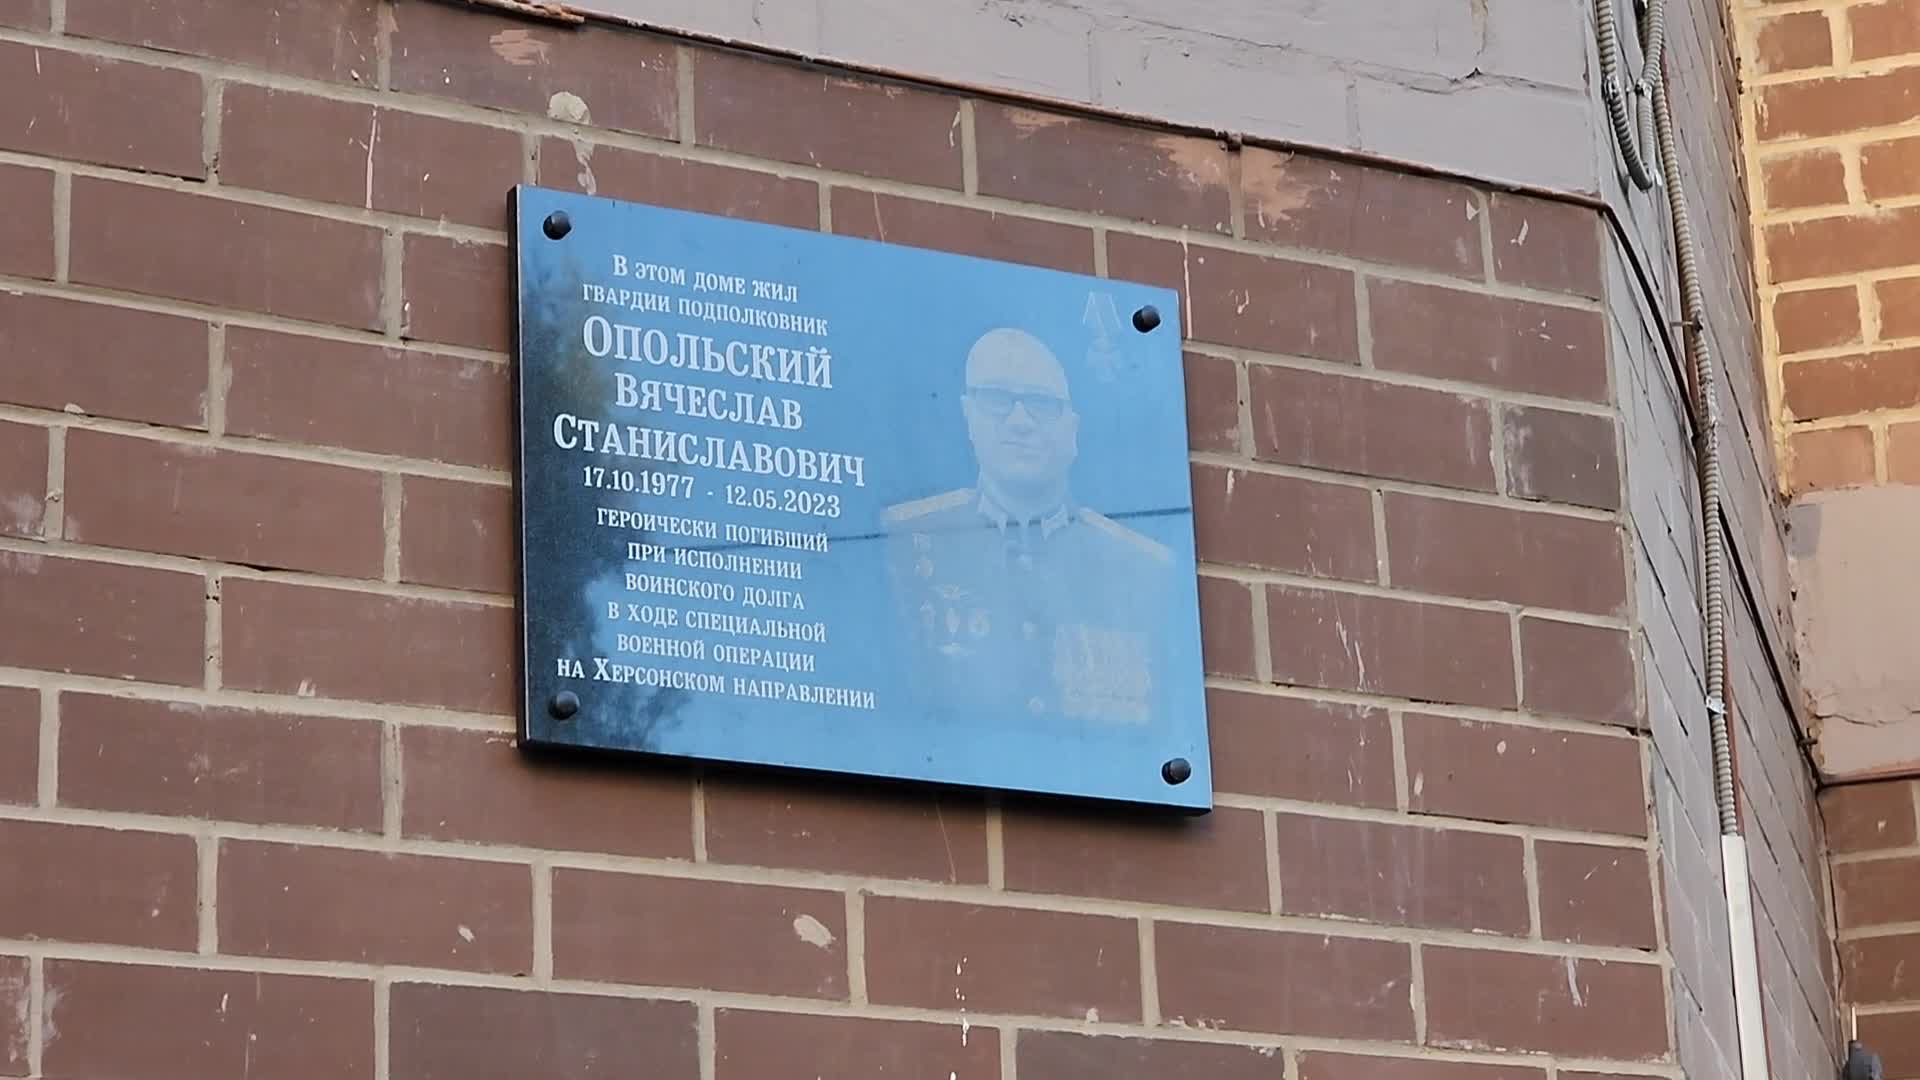 В этом доме жил
гвардии подполковник
Опольский
Вячеслав
Станиславович
17.10.1977 - 12.05.2023
героически погибший
при исполнении
воинского долга
в ходе специальной
военной операции
на Херсонском направлении